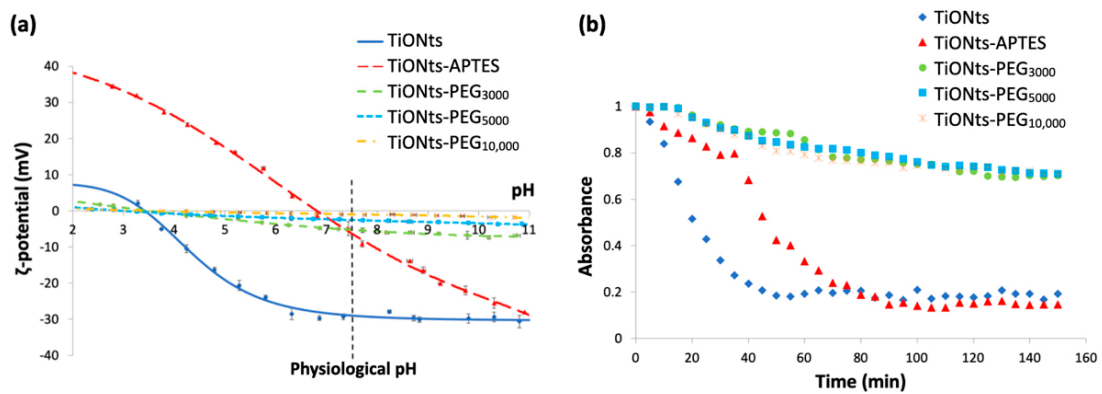 (a)
TiONts
TiONts-APTES
TiONts-PEG3000
TiONts-PEG5000
TiONts-PEG10,000
ζ-potential (mV)
40
30
20
10
0
-10
-20
-30
-40
2 3 4 5 6 7 8 9 10 11
pH
Physiological pH
(b)
TiONts
TiONts-APTES
TiONts-PEG3000
TiONts-PEG5000
TiONts-PEG10,000
Absorbance
1
0.8
0.6
0.4
0.2
0
0 20 40 60 80 100 120 140 160
Time (min)